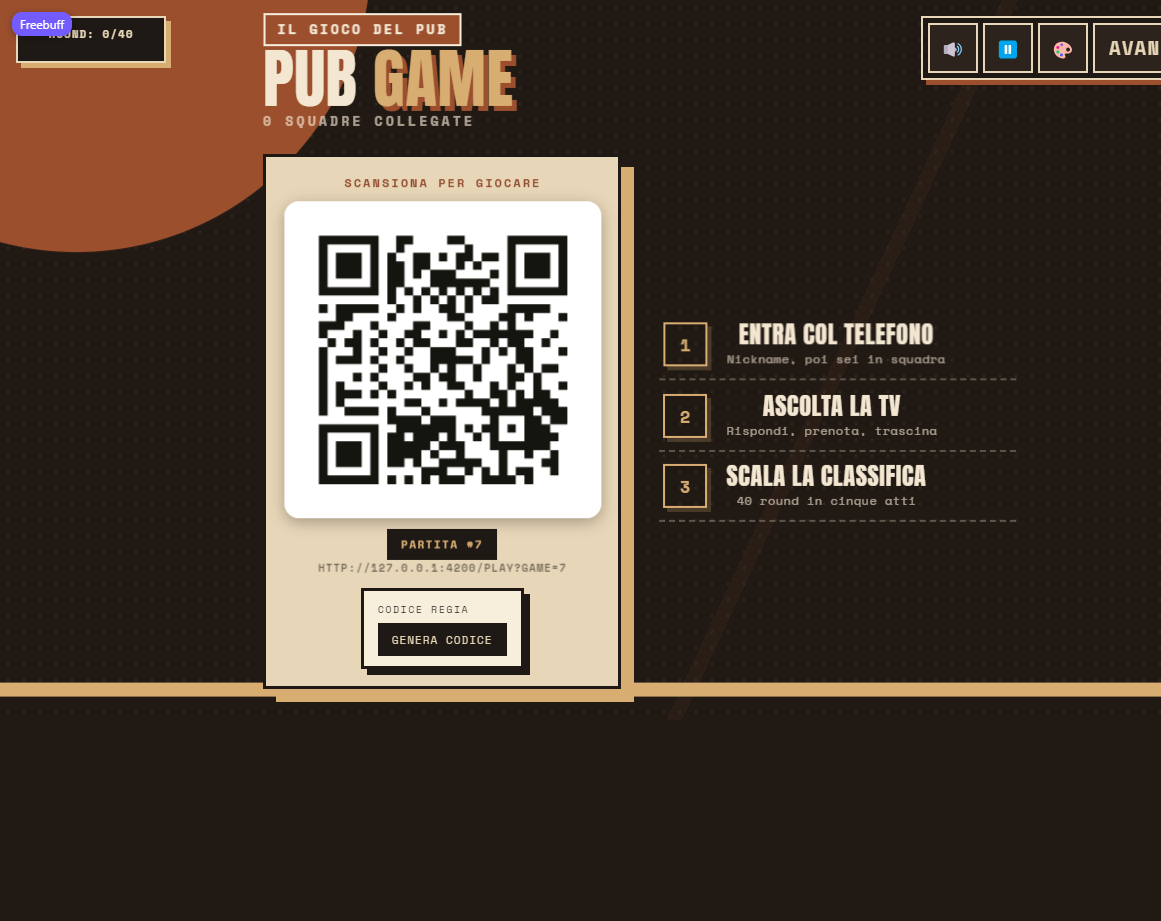 Freebuff
ROUND: 0/40
IL GIOCO DEL PUB
PUB GAME
0 SQUADRE COLLEGATE
AVAN
SCANSIONA PER GIOCARE
PARTITA #7
HTTP://127.0.0.1:4200/PLAY?GAME=7
CODICE REGIA
GENERA CODICE
1
ENTRA COL TELEFONO
Nickname, poi sei in squadra
2
ASCOLTA LA TV
Rispondi, prenota, trascina
3
SCALA LA CLASSIFICA
40 round in cinque atti